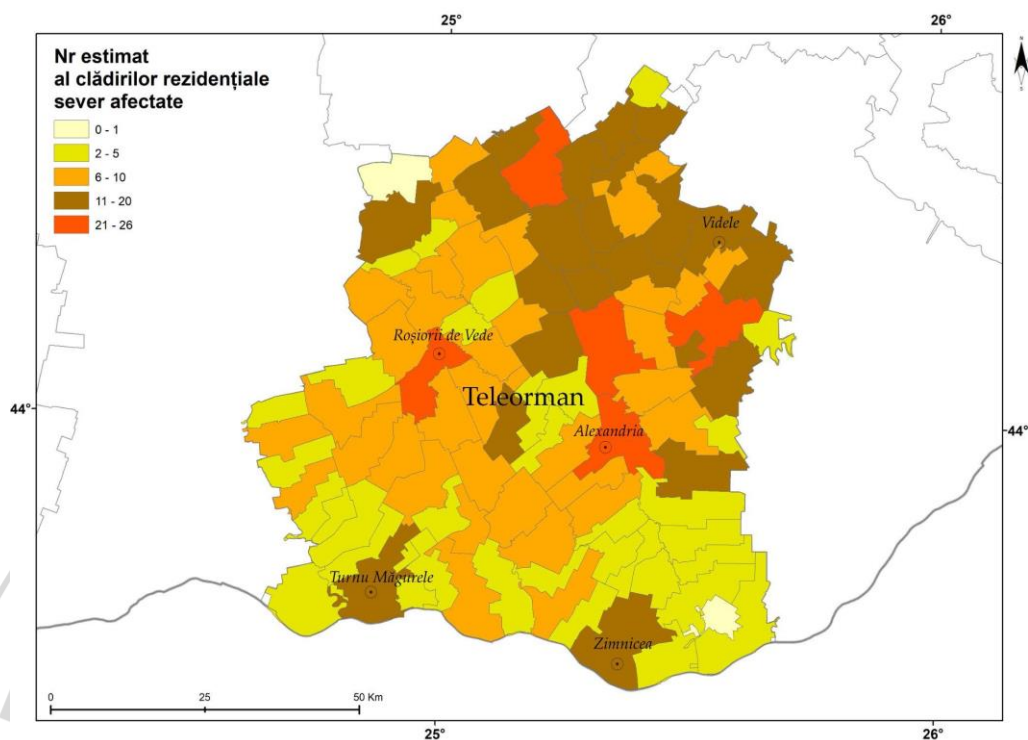 25°
26°
Nr estimat
al clădirilor rezidențiale
sever afectate
0 - 1
2 - 5
6 - 10
11 - 20
21 - 26
N
S
Videle
Roșiorii de Vede
Teleorman
44°
44°
Alexandria
Turnu Măgurele
Zimnicea
0
25
50 Km
25°
26°